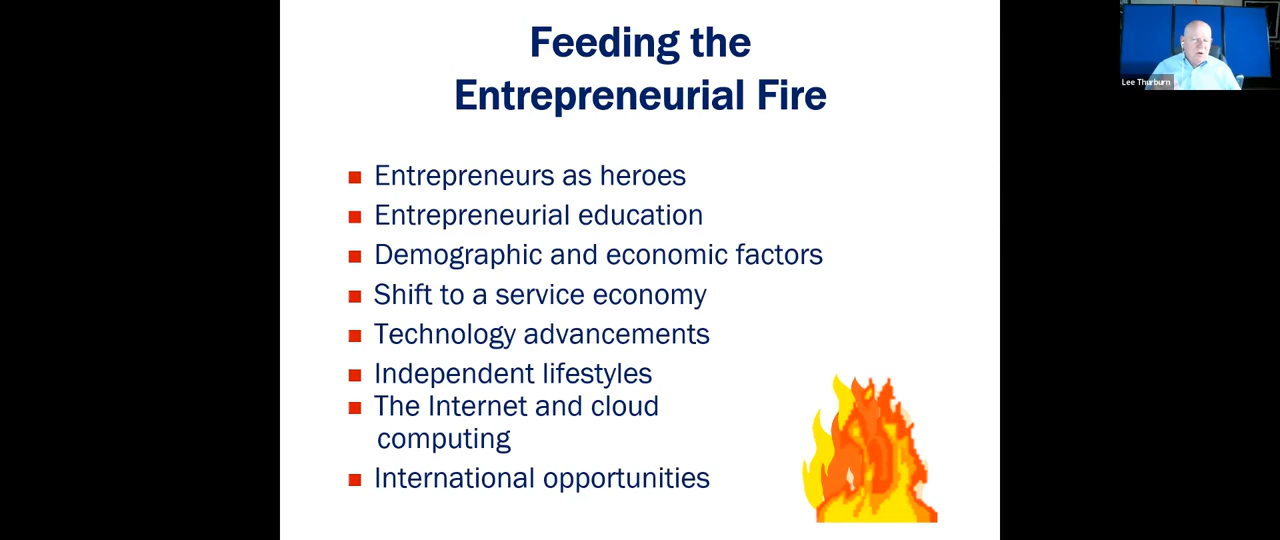 Feeding the
Entrepreneurial Fire
Entrepreneurs as heroes
Entrepreneurial education
Demographic and economic factors
Shift to a service economy
Technology advancements
Independent lifestyles
The Internet and cloud
computing
International opportunities
Lee Thurburn